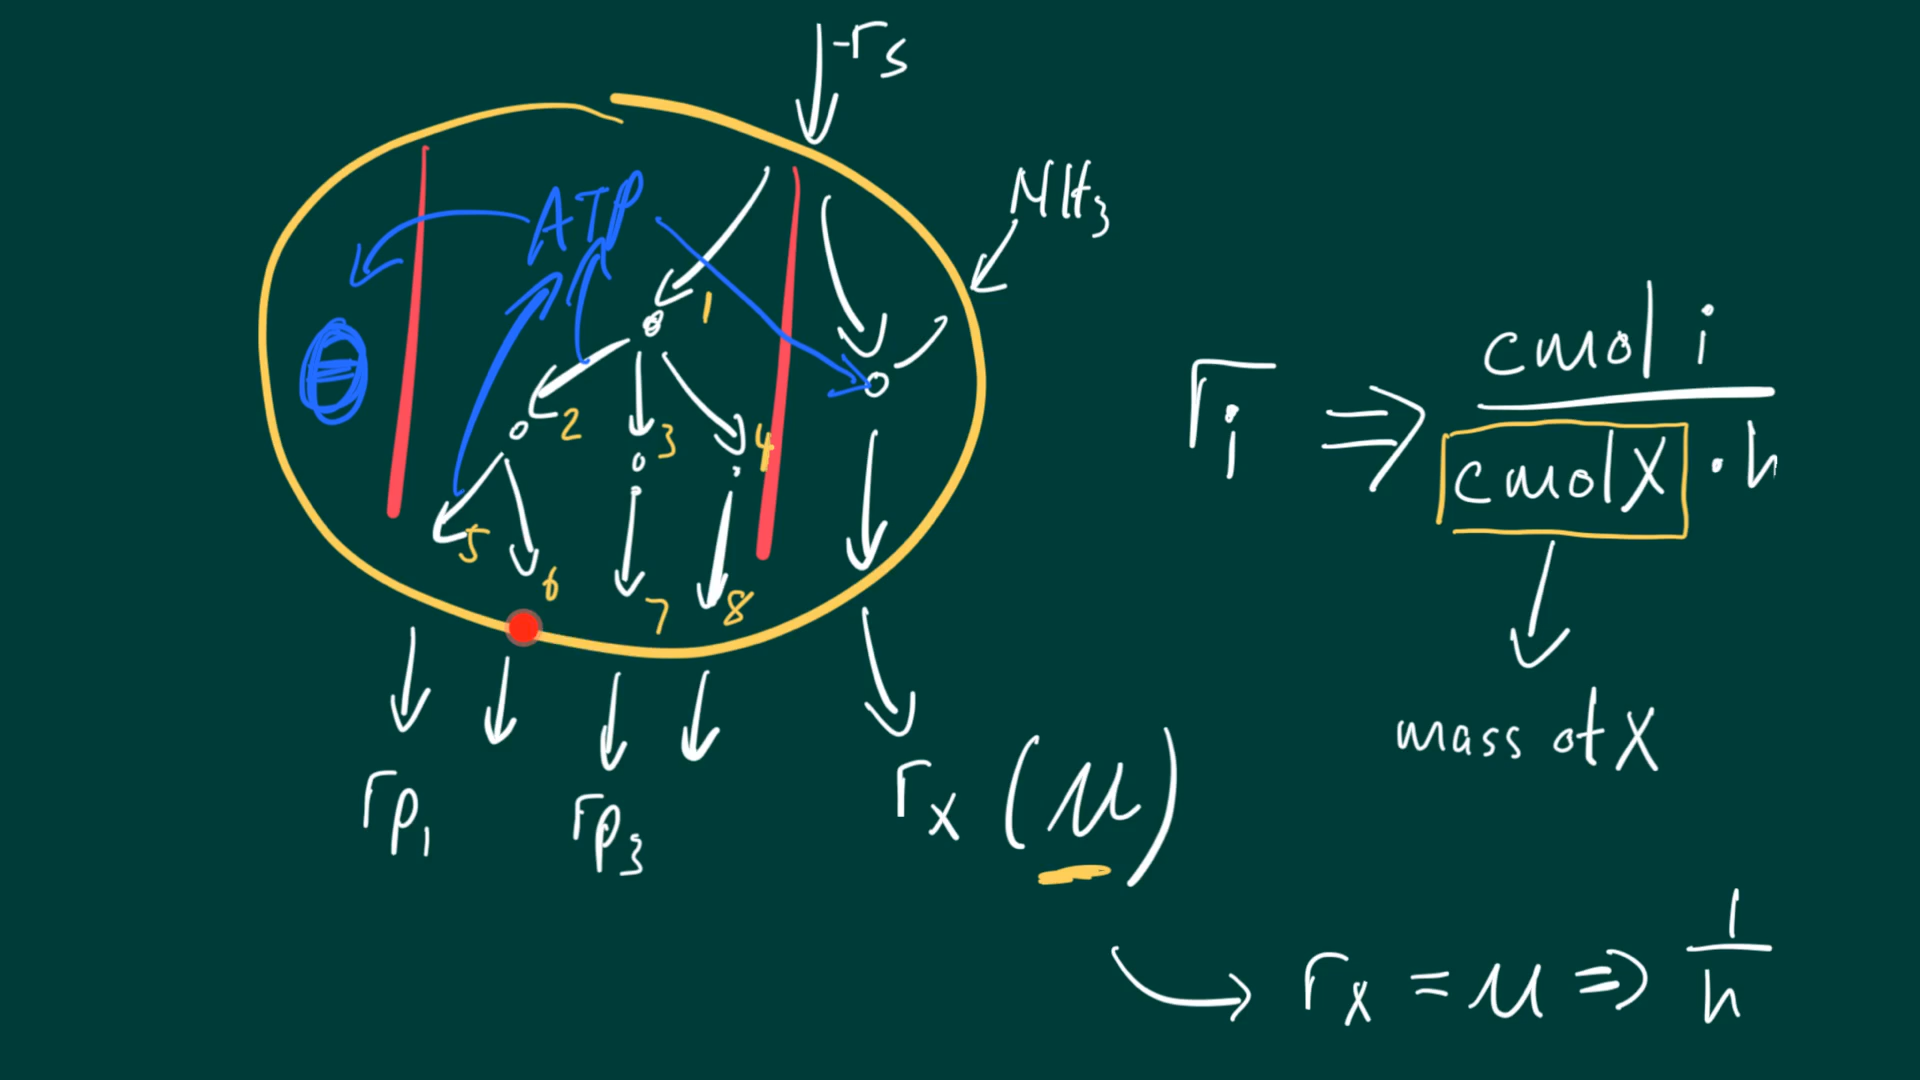 -rs
NH3
ATP
1
2
3
4
5
6
7
8
rp1
rp3
rx (μ)
ri ⇒ cmol i / cmol X · h
mass of X
rx = μ ⇒ 1/h